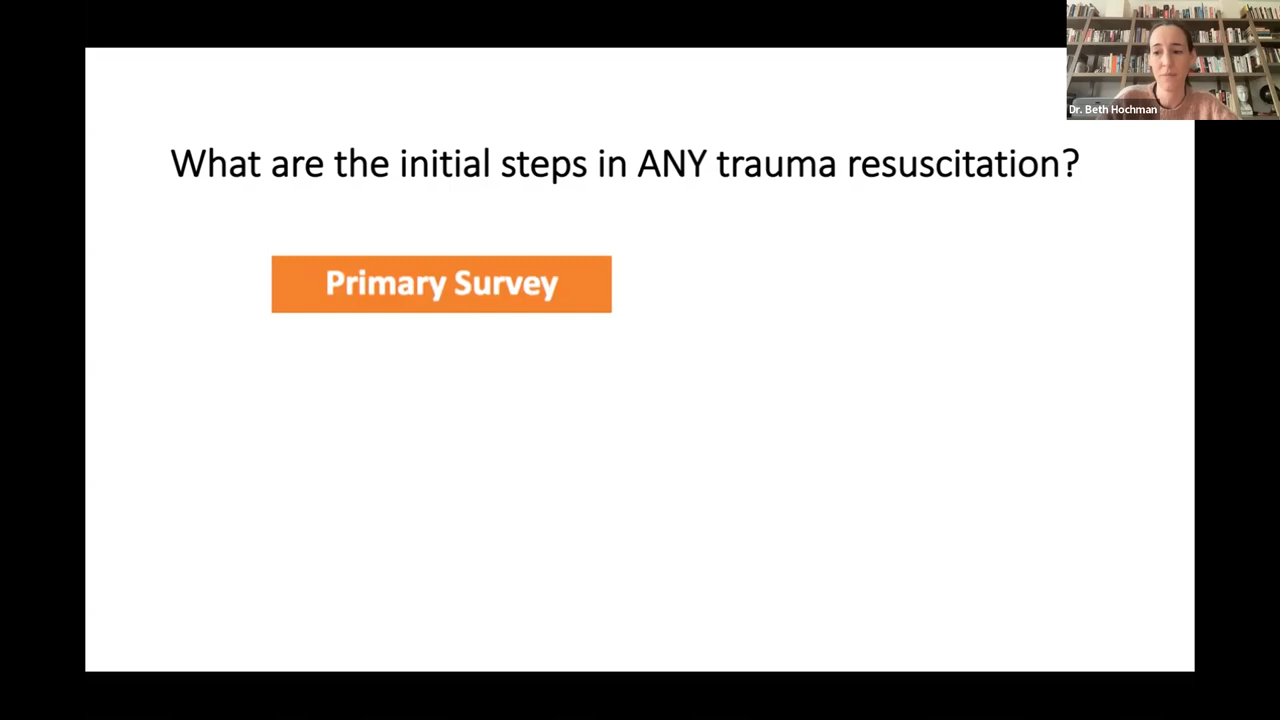 Dr. Beth Hochman
What are the initial steps in ANY trauma resuscitation?
Primary Survey